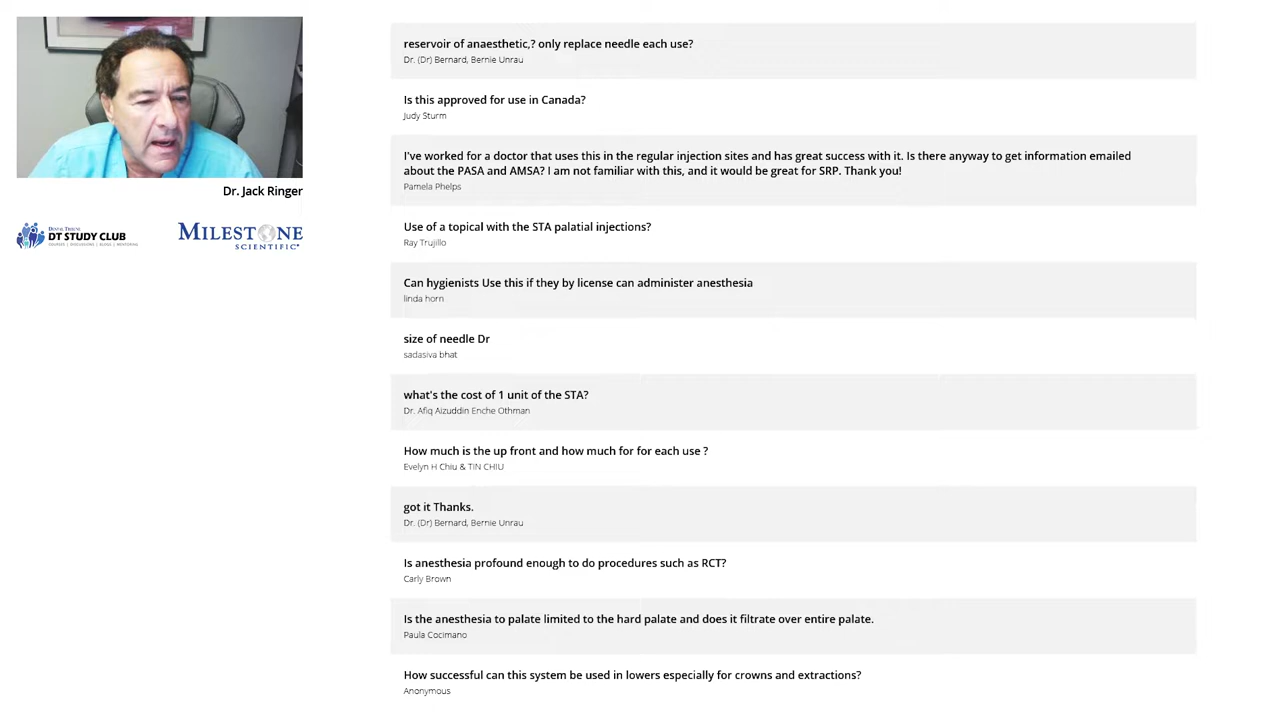 Dr. Jack Ringer
DENTAL TRIBUNE
DT STUDY CLUB
COURSES | DISCUSSIONS | BLOGS | MENTORING
MILESTONE
SCIENTIFIC
reservoir of anaesthetic,? only replace needle each use?
Dr. (Dr) Bernard, Bernie Unrau
Is this approved for use in Canada?
Judy Sturm
I've worked for a doctor that uses this in the regular injection sites and has great success with it. Is there anyway to get information emailed
about the PASA and AMSA? I am not familiar with this, and it would be great for SRP. Thank you!
Pamela Phelps
Use of a topical with the STA palatial injections?
Ray Trujillo
Can hygienists Use this if they by license can administer anesthesia
linda horn
size of needle Dr
sadasiva bhat
what's the cost of 1 unit of the STA?
Dr. Afiq Aizuddin Enche Othman
How much is the up front and how much for for each use ?
Evelyn H Chiu & TIN CHIU
got it Thanks.
Dr. (Dr) Bernard, Bernie Unrau
Is anesthesia profound enough to do procedures such as RCT?
Carly Brown
Is the anesthesia to palate limited to the hard palate and does it filtrate over entire palate.
Paula Cocimano
How successful can this system be used in lowers especially for crowns and extractions?
Anonymous